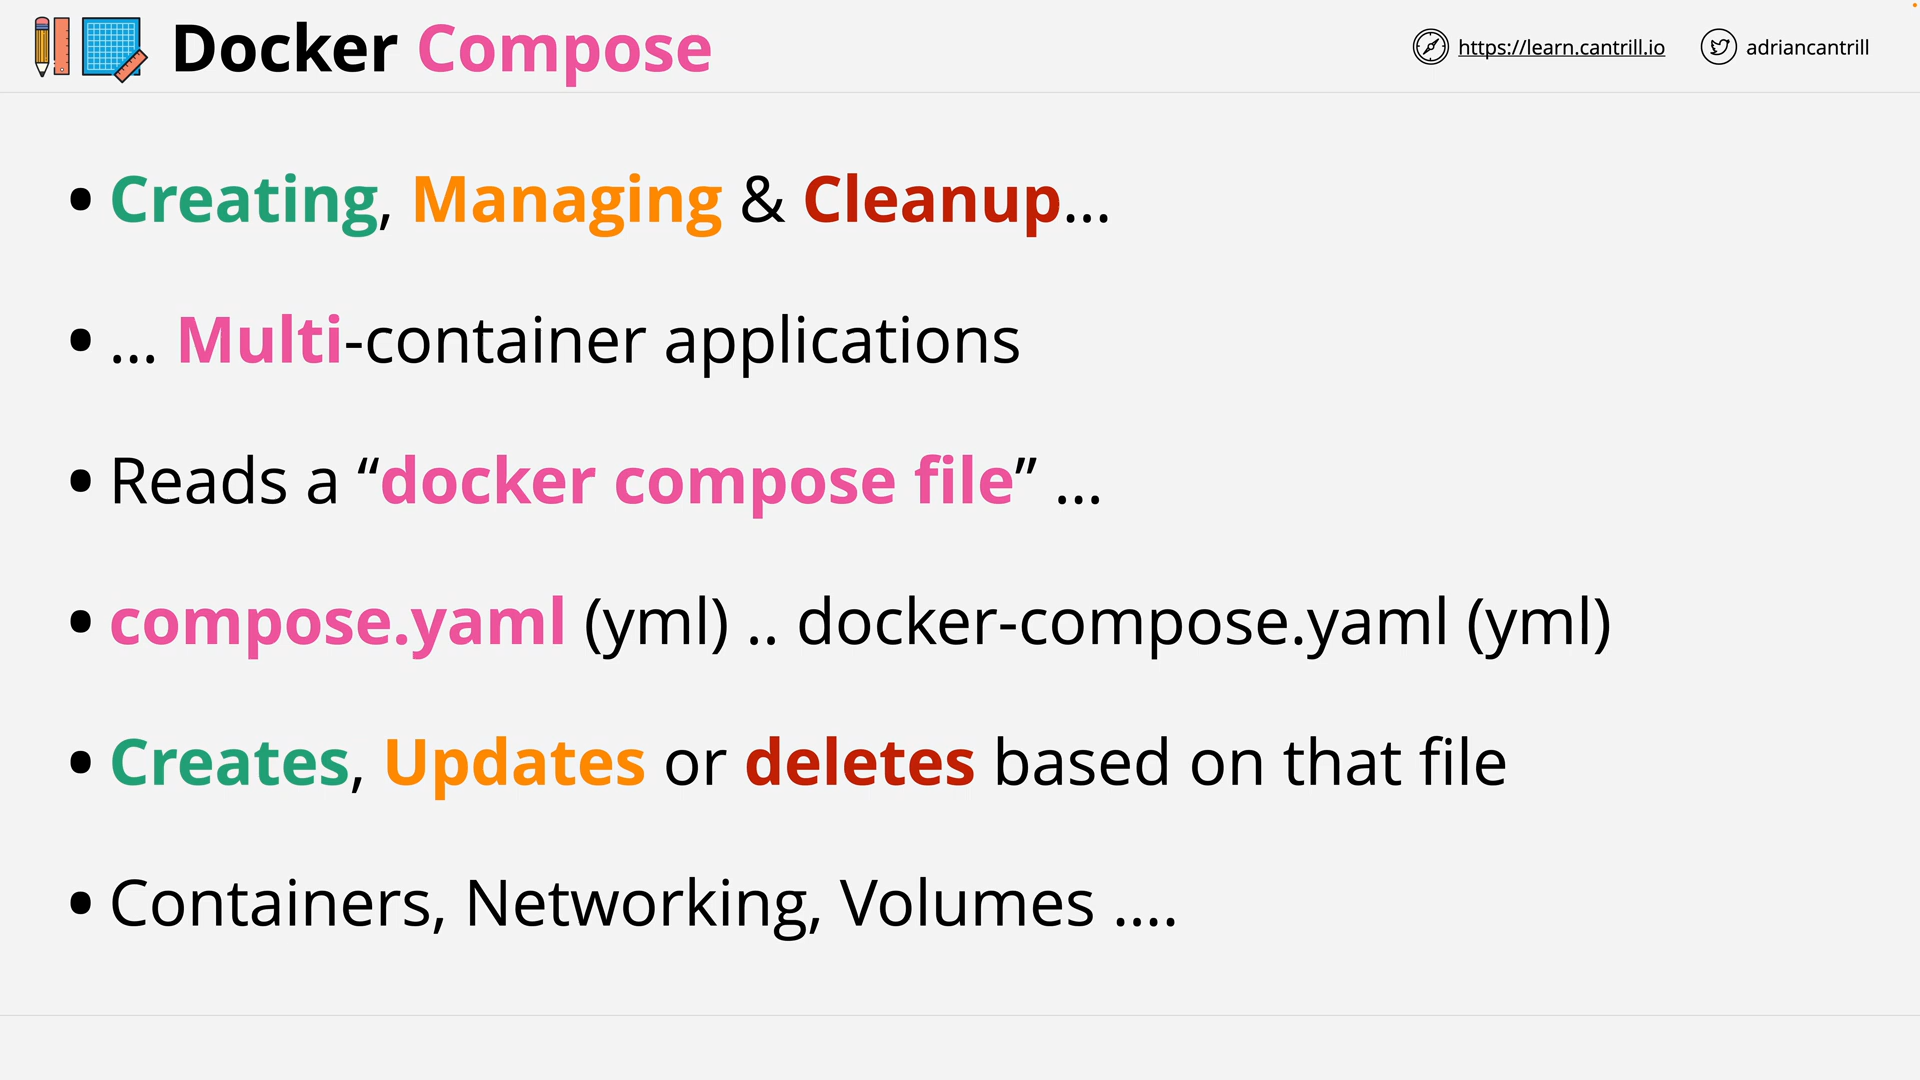 Docker Compose
https://learn.cantrill.io
adriancantrill
• Creating, Managing & Cleanup...
• ... Multi-container applications
• Reads a “docker compose file” ...
• compose.yaml (yml) .. docker-compose.yaml (yml)
• Creates, Updates or deletes based on that file
• Containers, Networking, Volumes ....